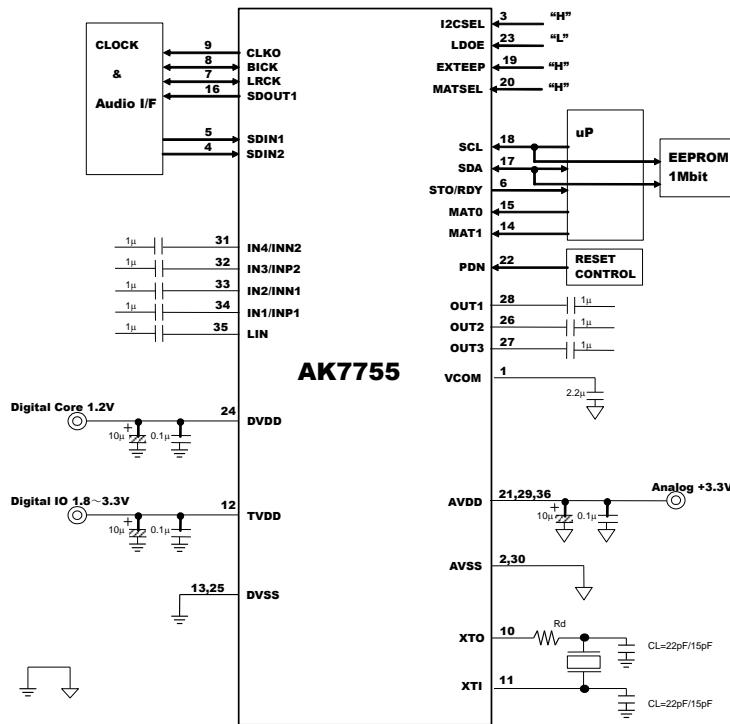 CLOCK
&
Audio I/F
9 CLKO
8 BICK
7 LRCK
16 SDOUT1
5 SDIN1
4 SDIN2
1μ 31 IN4/INN2
1μ 32 IN3/INP2
1μ 33 IN2/INN1
1μ 34 IN1/INP1
1μ 35 LIN
Digital Core 1.2V
24 DVDD
+
10μ 0.1μ
Digital IO 1.8～3.3V
12 TVDD
+
10μ 0.1μ
13,25 DVSS
AK7755
I2CSEL 3 “H”
LDOE 23 “L”
EXTEEP 19 “H”
MATSEL 20 “H”
uP
SCL 18
SDA 17
STO/RDY 6
MAT0 15
MAT1 14
EEPROM
1Mbit
PDN 22
RESET
CONTROL
OUT1 28 1μ
OUT2 26 1μ
OUT3 27 1μ
VCOM 1
2.2μ
AVDD 21,29,36
Analog +3.3V
+
10μ 0.1μ
AVSS 2,30
XTO 10 Rd
CL=22pF/15pF
XTI 11
CL=22pF/15pF